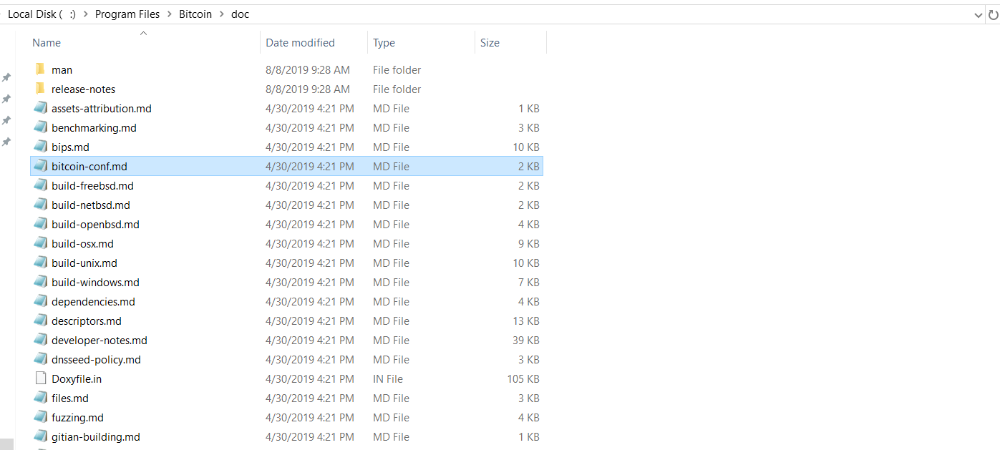 Local Disk ( :) > Program Files > Bitcoin > doc
Name Date modified Type Size
man 8/8/2019 9:28 AM File folder
release-notes 8/8/2019 9:28 AM File folder
assets-attribution.md 4/30/2019 4:21 PM MD File 1 KB
benchmarking.md 4/30/2019 4:21 PM MD File 3 KB
bips.md 4/30/2019 4:21 PM MD File 10 KB
bitcoin-conf.md 4/30/2019 4:21 PM MD File 2 KB
build-freebsd.md 4/30/2019 4:21 PM MD File 2 KB
build-netbsd.md 4/30/2019 4:21 PM MD File 2 KB
build-openbsd.md 4/30/2019 4:21 PM MD File 4 KB
build-osx.md 4/30/2019 4:21 PM MD File 9 KB
build-unix.md 4/30/2019 4:21 PM MD File 10 KB
build-windows.md 4/30/2019 4:21 PM MD File 7 KB
dependencies.md 4/30/2019 4:21 PM MD File 4 KB
descriptors.md 4/30/2019 4:21 PM MD File 13 KB
developer-notes.md 4/30/2019 4:21 PM MD File 39 KB
dnsseed-policy.md 4/30/2019 4:21 PM MD File 3 KB
Doxyfile.in 4/30/2019 4:21 PM IN File 105 KB
files.md 4/30/2019 4:21 PM MD File 3 KB
fuzzing.md 4/30/2019 4:21 PM MD File 4 KB
gitian-building.md 4/30/2019 4:21 PM MD File 1 KB